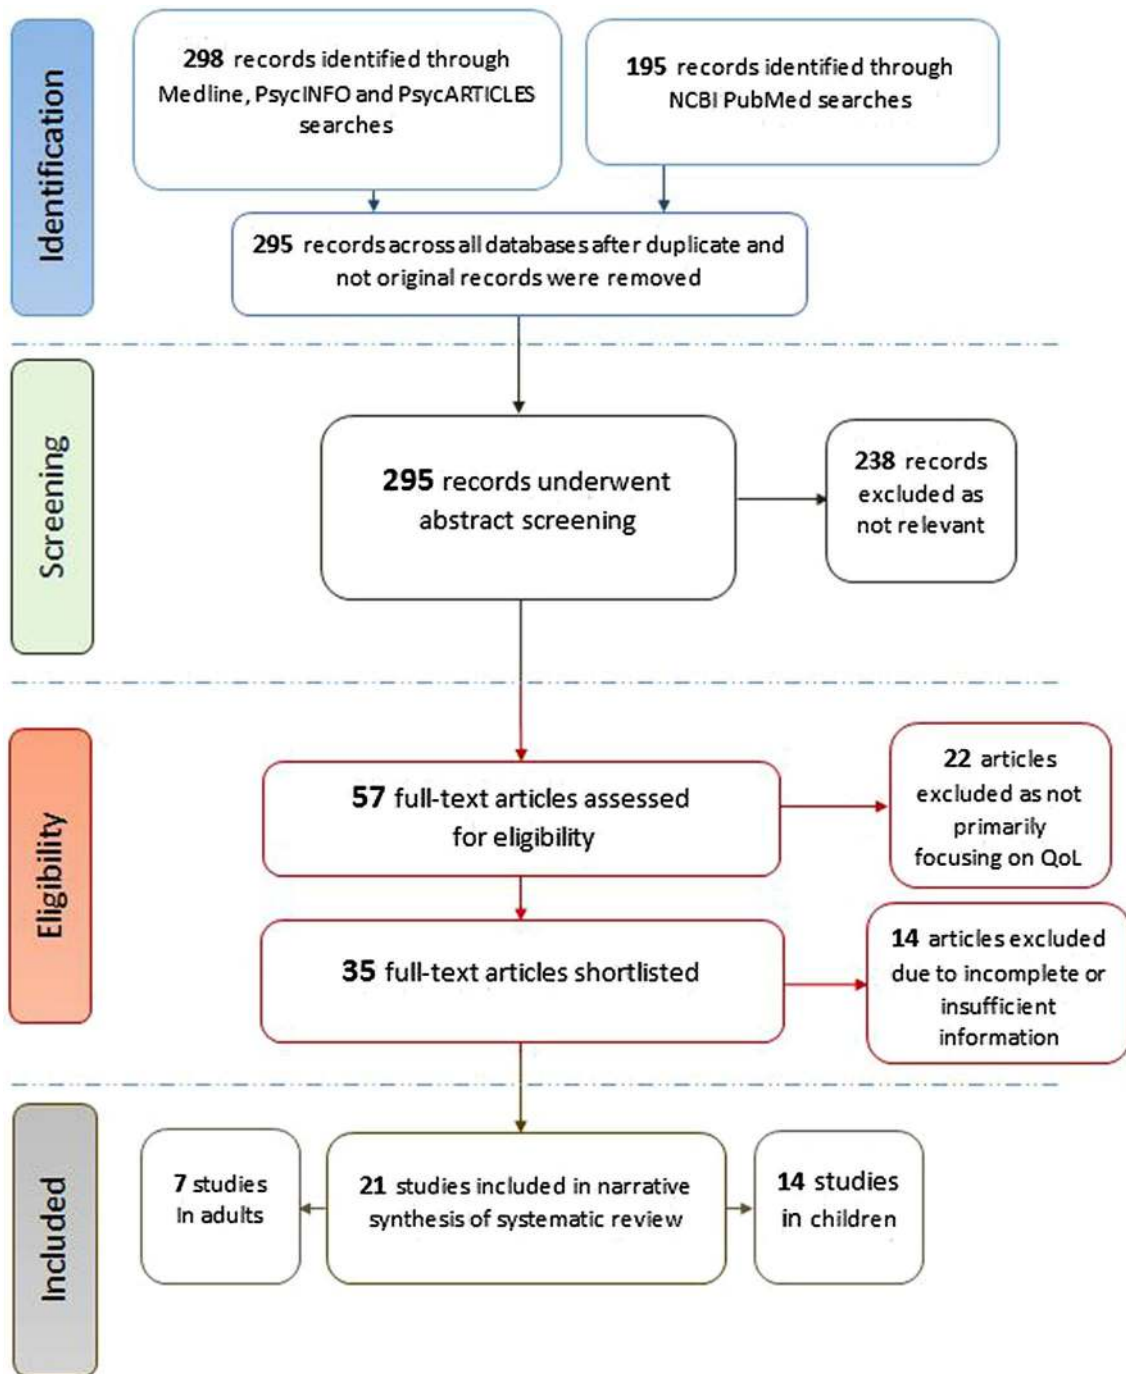 Identification
298 records identified through
Medline, PsycINFO and PsycARTICLES
searches
195 records identified through
NCBI PubMed searches
295 records across all databases after duplicate and
not original records were removed
Screening
295 records underwent
abstract screening
238 records
excluded as
not relevant
Eligibility
57 full-text articles assessed
for eligibility
22 articles
excluded as not
primarily
focusing on QoL
35 full-text articles shortlisted
14 articles excluded
due to incomplete or
insufficient
information
Included
7 studies
In adults
21 studies included in narrative
synthesis of systematic review
14 studies
in children